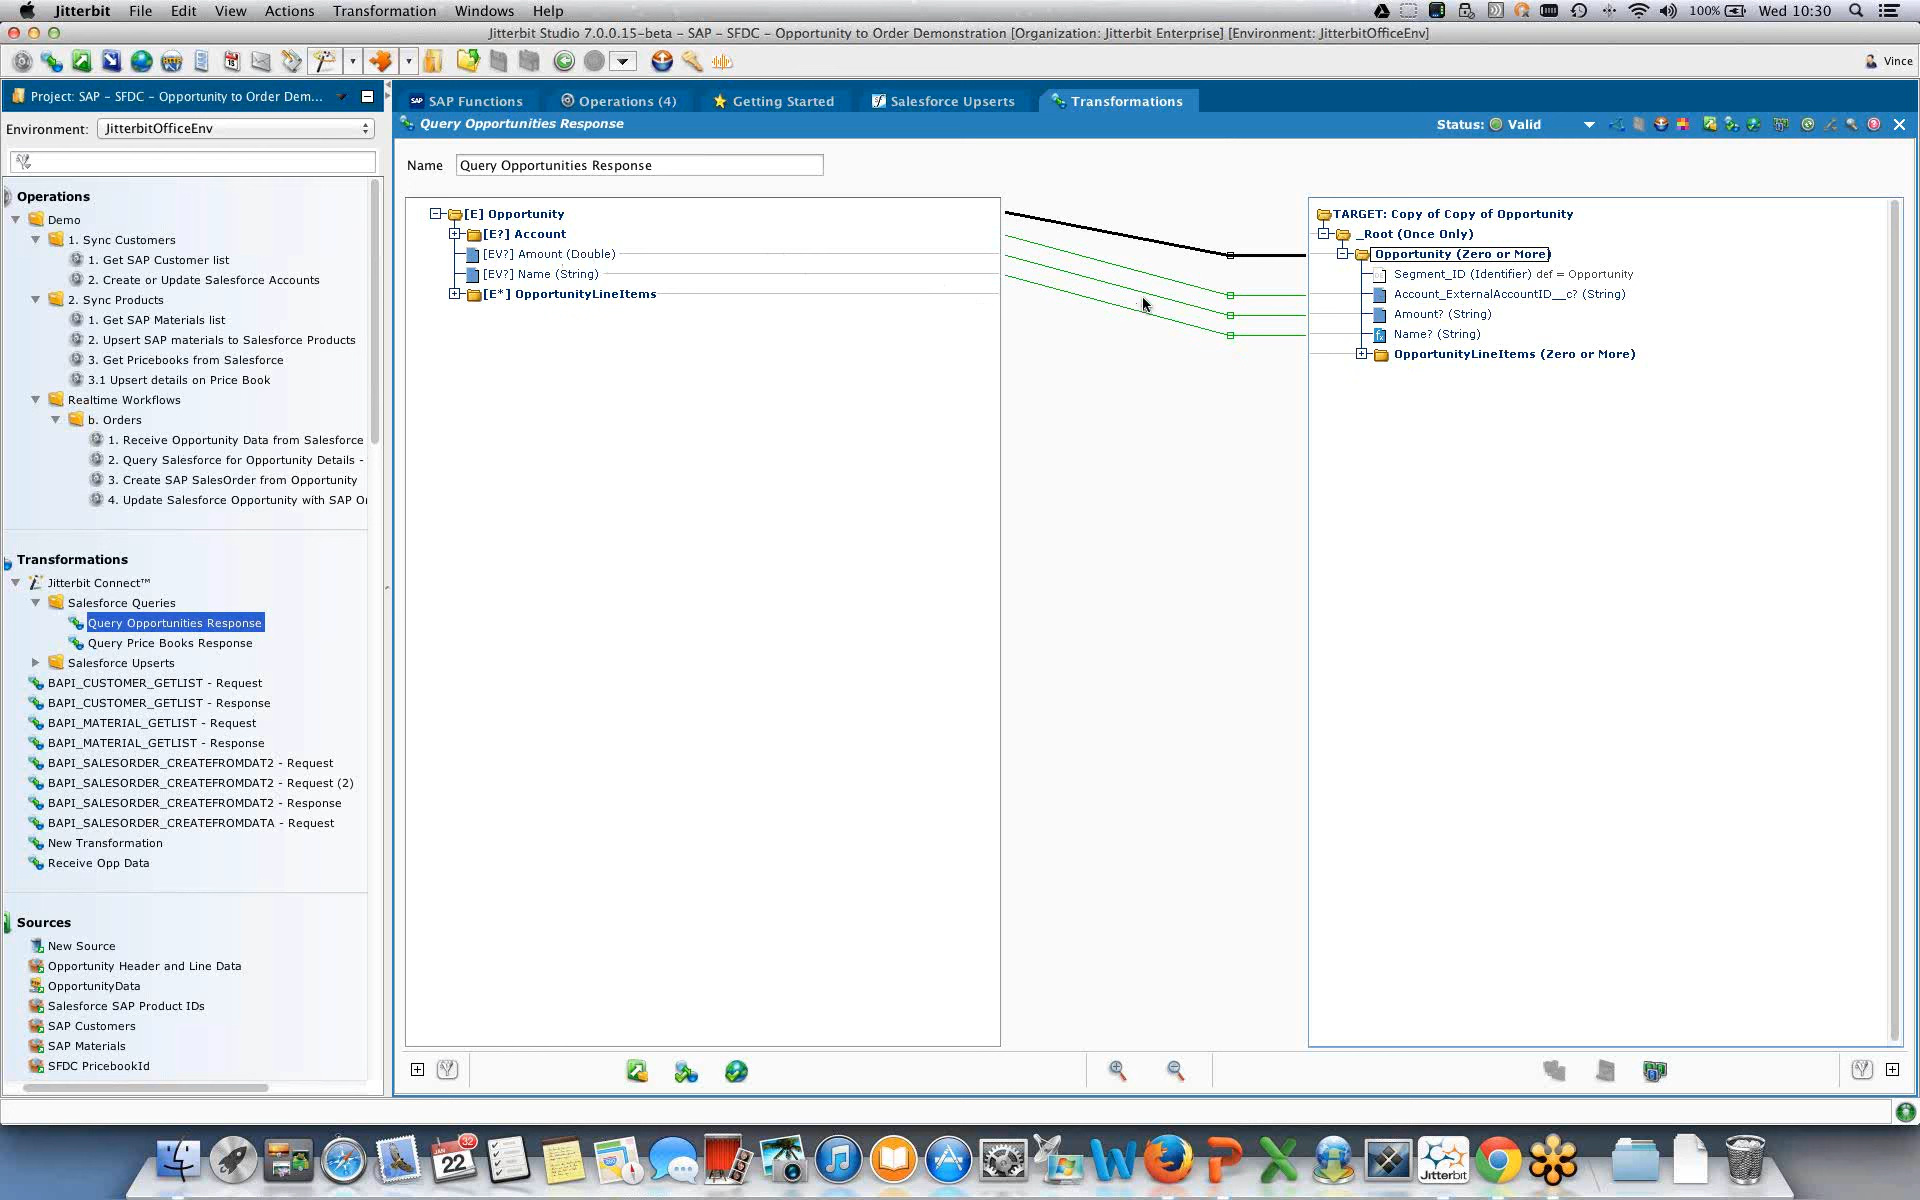 Jitterbit File Edit View Actions Transformation Windows Help 100% Wed 10:30
Jitterbit Studio 7.0.0.15-beta – SAP – SFDC – Opportunity to Order Demonstration [Organization: Jitterbit Enterprise] [Environment: JitterbitOfficeEnv]
Vince
Project: SAP – SFDC – Opportunity to Order Dem...
Environment: JitterbitOfficeEnv
Operations
Demo
1. Sync Customers
1. Get SAP Customer list
2. Create or Update Salesforce Accounts
2. Sync Products
1. Get SAP Materials list
2. Upsert SAP materials to Salesforce Products
3. Get Pricebooks from Salesforce
3.1 Upsert details on Price Book
Realtime Workflows
b. Orders
1. Receive Opportunity Data from Salesforce
2. Query Salesforce for Opportunity Details -
3. Create SAP SalesOrder from Opportunity
4. Update Salesforce Opportunity with SAP Or
Transformations
Jitterbit Connect™
Salesforce Queries
Query Opportunities Response
Query Price Books Response
Salesforce Upserts
BAPI_CUSTOMER_GETLIST - Request
BAPI_CUSTOMER_GETLIST - Response
BAPI_MATERIAL_GETLIST - Request
BAPI_MATERIAL_GETLIST - Response
BAPI_SALESORDER_CREATEFROMDAT2 - Request
BAPI_SALESORDER_CREATEFROMDAT2 - Request (2)
BAPI_SALESORDER_CREATEFROMDAT2 - Response
BAPI_SALESORDER_CREATEFROMDATA - Request
New Transformation
Receive Opp Data
Sources
New Source
Opportunity Header and Line Data
OpportunityData
Salesforce SAP Product IDs
SAP Customers
SAP Materials
SFDC PricebookId
SAP Functions Operations (4) Getting Started Salesforce Upserts Transformations
Query Opportunities Response Status: Valid
Name Query Opportunities Response
[E] Opportunity
[E?] Account
[EV?] Amount (Double)
[EV?] Name (String)
[E*] OpportunityLineItems
TARGET: Copy of Copy of Opportunity
_Root (Once Only)
Opportunity (Zero or More)
Segment_ID (Identifier) def = Opportunity
Account_ExternalAccountID__c? (String)
Amount? (String)
Name? (String)
OpportunityLineItems (Zero or More)
32
JAN
22
Jitterbit